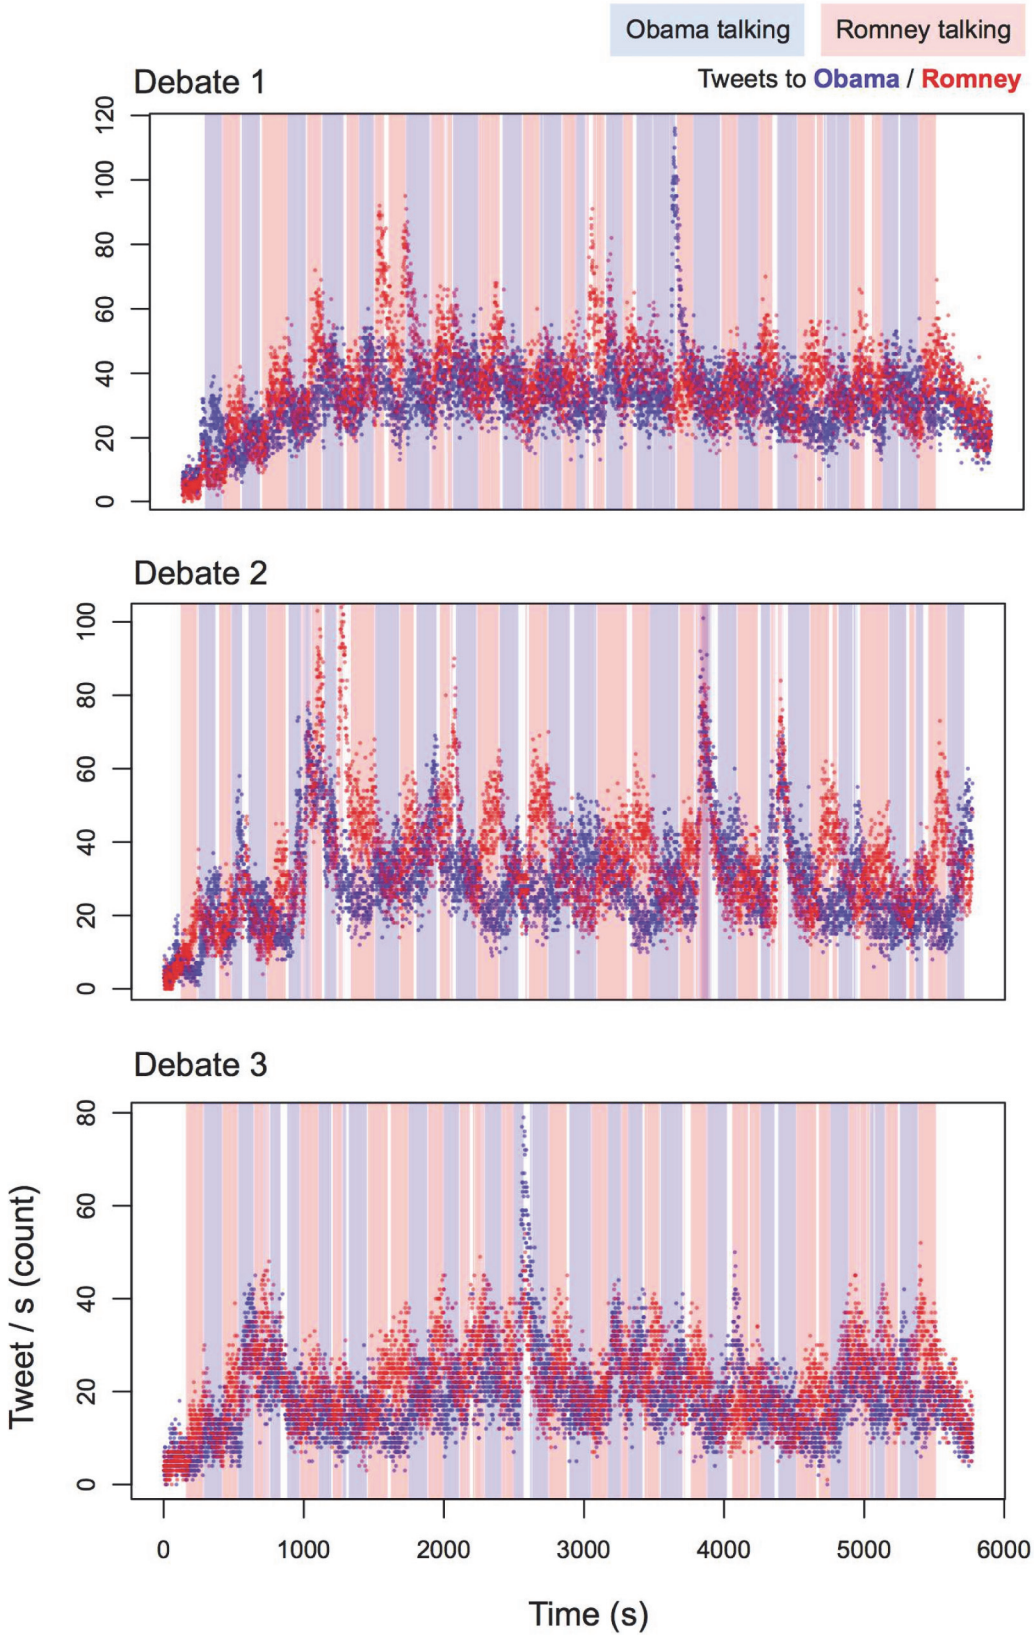 Obama talking Romney talking
Tweets to Obama / Romney
Debate 1
120
100
80
60
40
20
0
Debate 2
100
80
60
40
20
0
Debate 3
80
60
40
20
0
Tweet / s (count)
0 1000 2000 3000 4000 5000 6000
Time (s)